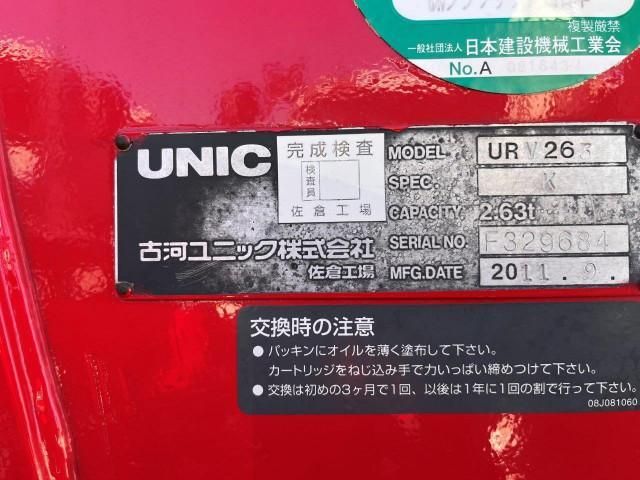 複製厳禁
一般社団法人 日本建設機械工業会
No.A
UNIC
完成検査
検査員
佐倉工場
古河ユニック株式会社
佐倉工場
MODEL URV263
SPEC. K
CAPACITY 2.63t
SERIAL NO. F329684
MFG.DATE 2011.9.
交換時の注意
● パッキンにオイルを薄く塗布して下さい。
カートリッジをねじ込み手で力いっぱい締めつけて下さい。
● 交換は初めの3ヶ月で1回、以後は1年に1回の割で行って下さい。
08J081060